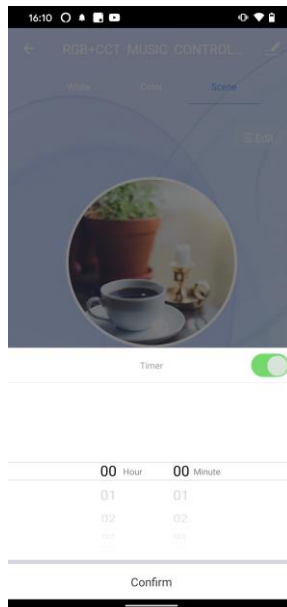 16:10
RGB+CCT MUSIC CONTROL...
White Color Scene
Edit
Timer
00 Hour 00 Minute
01 01
02 02
Confirm